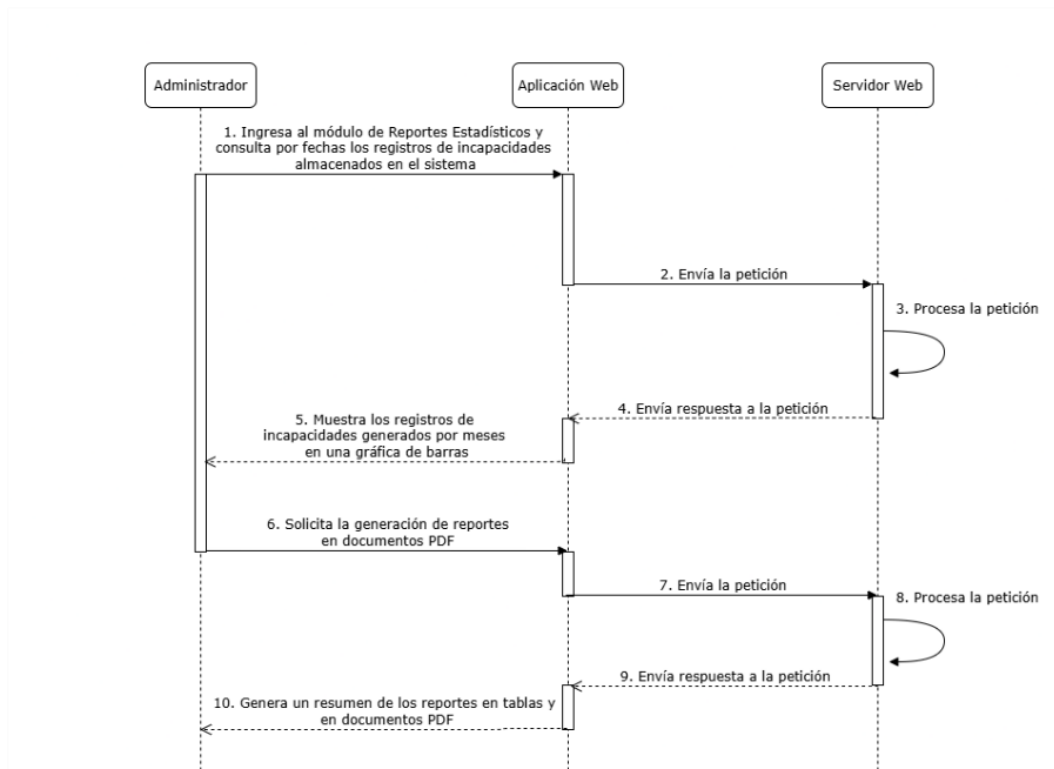 Administrador
Aplicación Web
Servidor Web
1. Ingresa al módulo de Reportes Estadísticos y
consulta por fechas los registros de incapacidades
almacenados en el sistema
2. Envía la petición
3. Procesa la petición
4. Envía respuesta a la petición
5. Muestra los registros de
incapacidades generados por meses
en una gráfica de barras
6. Solicita la generación de reportes
en documentos PDF
7. Envía la petición
8. Procesa la petición
9. Envía respuesta a la petición
10. Genera un resumen de los reportes en tablas y
en documentos PDF